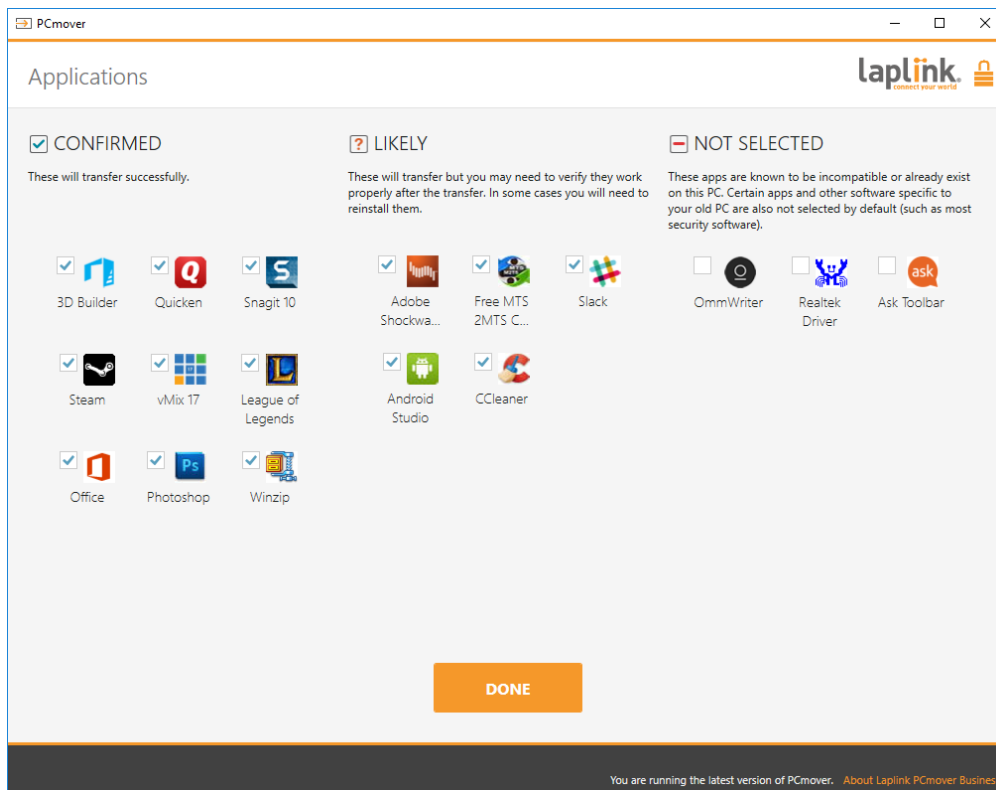 PCmover
Applications
laplink.
connect your world
CONFIRMED
These will transfer successfully.
3D Builder
Quicken
Snagit 10
Steam
vMix 17
League of
Legends
Office
Photoshop
Winzip
? LIKELY
These will transfer but you may need to verify they work
properly after the transfer. In some cases you will need to
reinstall them.
Adobe
Shockwa...
Free MTS
2MTS C...
Slack
Android
Studio
CCleaner
NOT SELECTED
These apps are known to be incompatible or already exist
on this PC. Certain apps and other software specific to
your old PC are also not selected by default (such as most
security software).
OmmWriter
Realtek
Driver
ask
Ask Toolbar
DONE
You are running the latest version of PCmover. About Laplink PCmover Busines